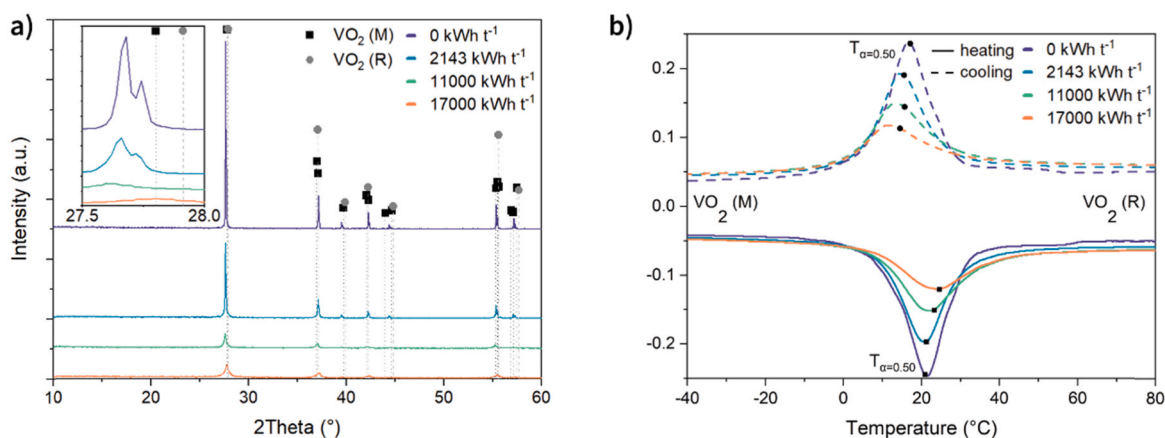 a)
VO2 (M)
VO2 (R)
0 kWh t-1
2143 kWh t-1
11000 kWh t-1
17000 kWh t-1
27.5
28.0
Intensity (a.u.)
10
20
30
40
50
60
2Theta (°)
b)
Tα=0.50
heating
cooling
0 kWh t-1
2143 kWh t-1
11000 kWh t-1
17000 kWh t-1
0.2
0.1
0.0
-0.1
-0.2
VO2 (M)
VO2 (R)
Tα=0.50
-40
-20
0
20
40
60
80
Temperature (°C)